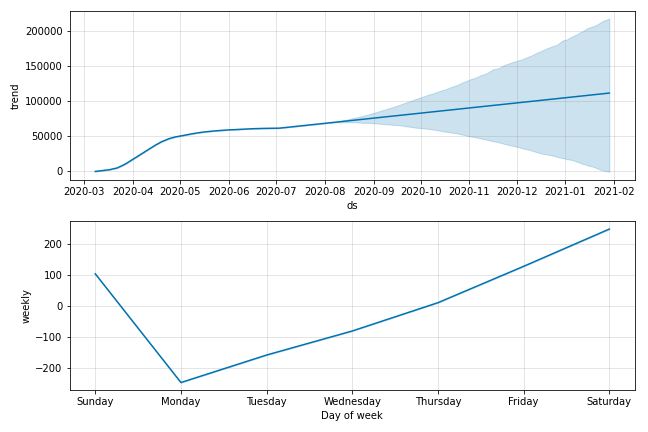 200000
150000
100000
50000
0
trend
2020-03 2020-04 2020-05 2020-06 2020-07 2020-08 2020-09 2020-10 2020-11 2020-12 2021-01 2021-02
ds
200
100
0
−100
−200
weekly
Sunday Monday Tuesday Wednesday Thursday Friday Saturday
Day of week